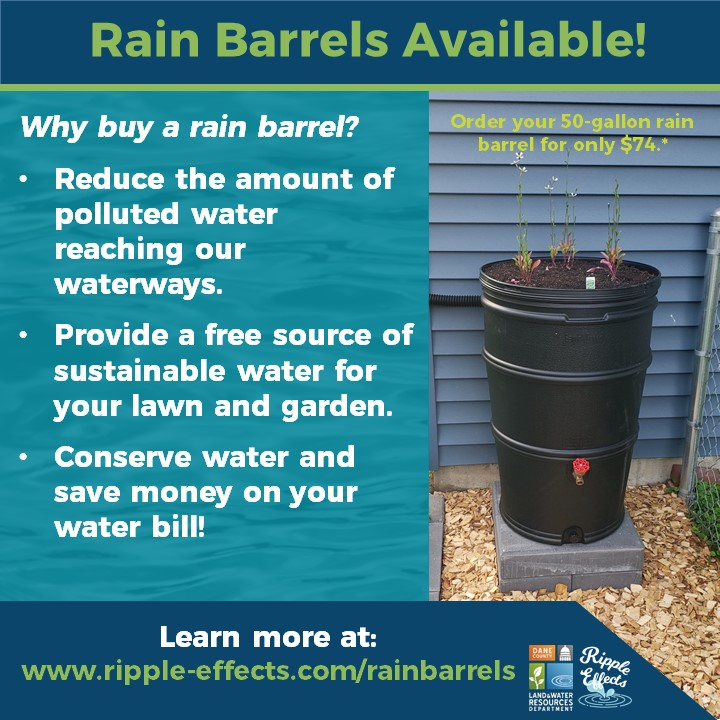 Rain Barrels Available!
Why buy a rain barrel?
• Reduce the amount of
polluted water
reaching our
waterways.
• Provide a free source of
sustainable water for
your lawn and garden.
• Conserve water and
save money on your
water bill!
Order your 50-gallon rain
barrel for only $74.*
Learn more at:
www.ripple-effects.com/rainbarrels
DANE
COUNTY
LAND & WATER
RESOURCES
DEPARTMENT
Ripple
Effects